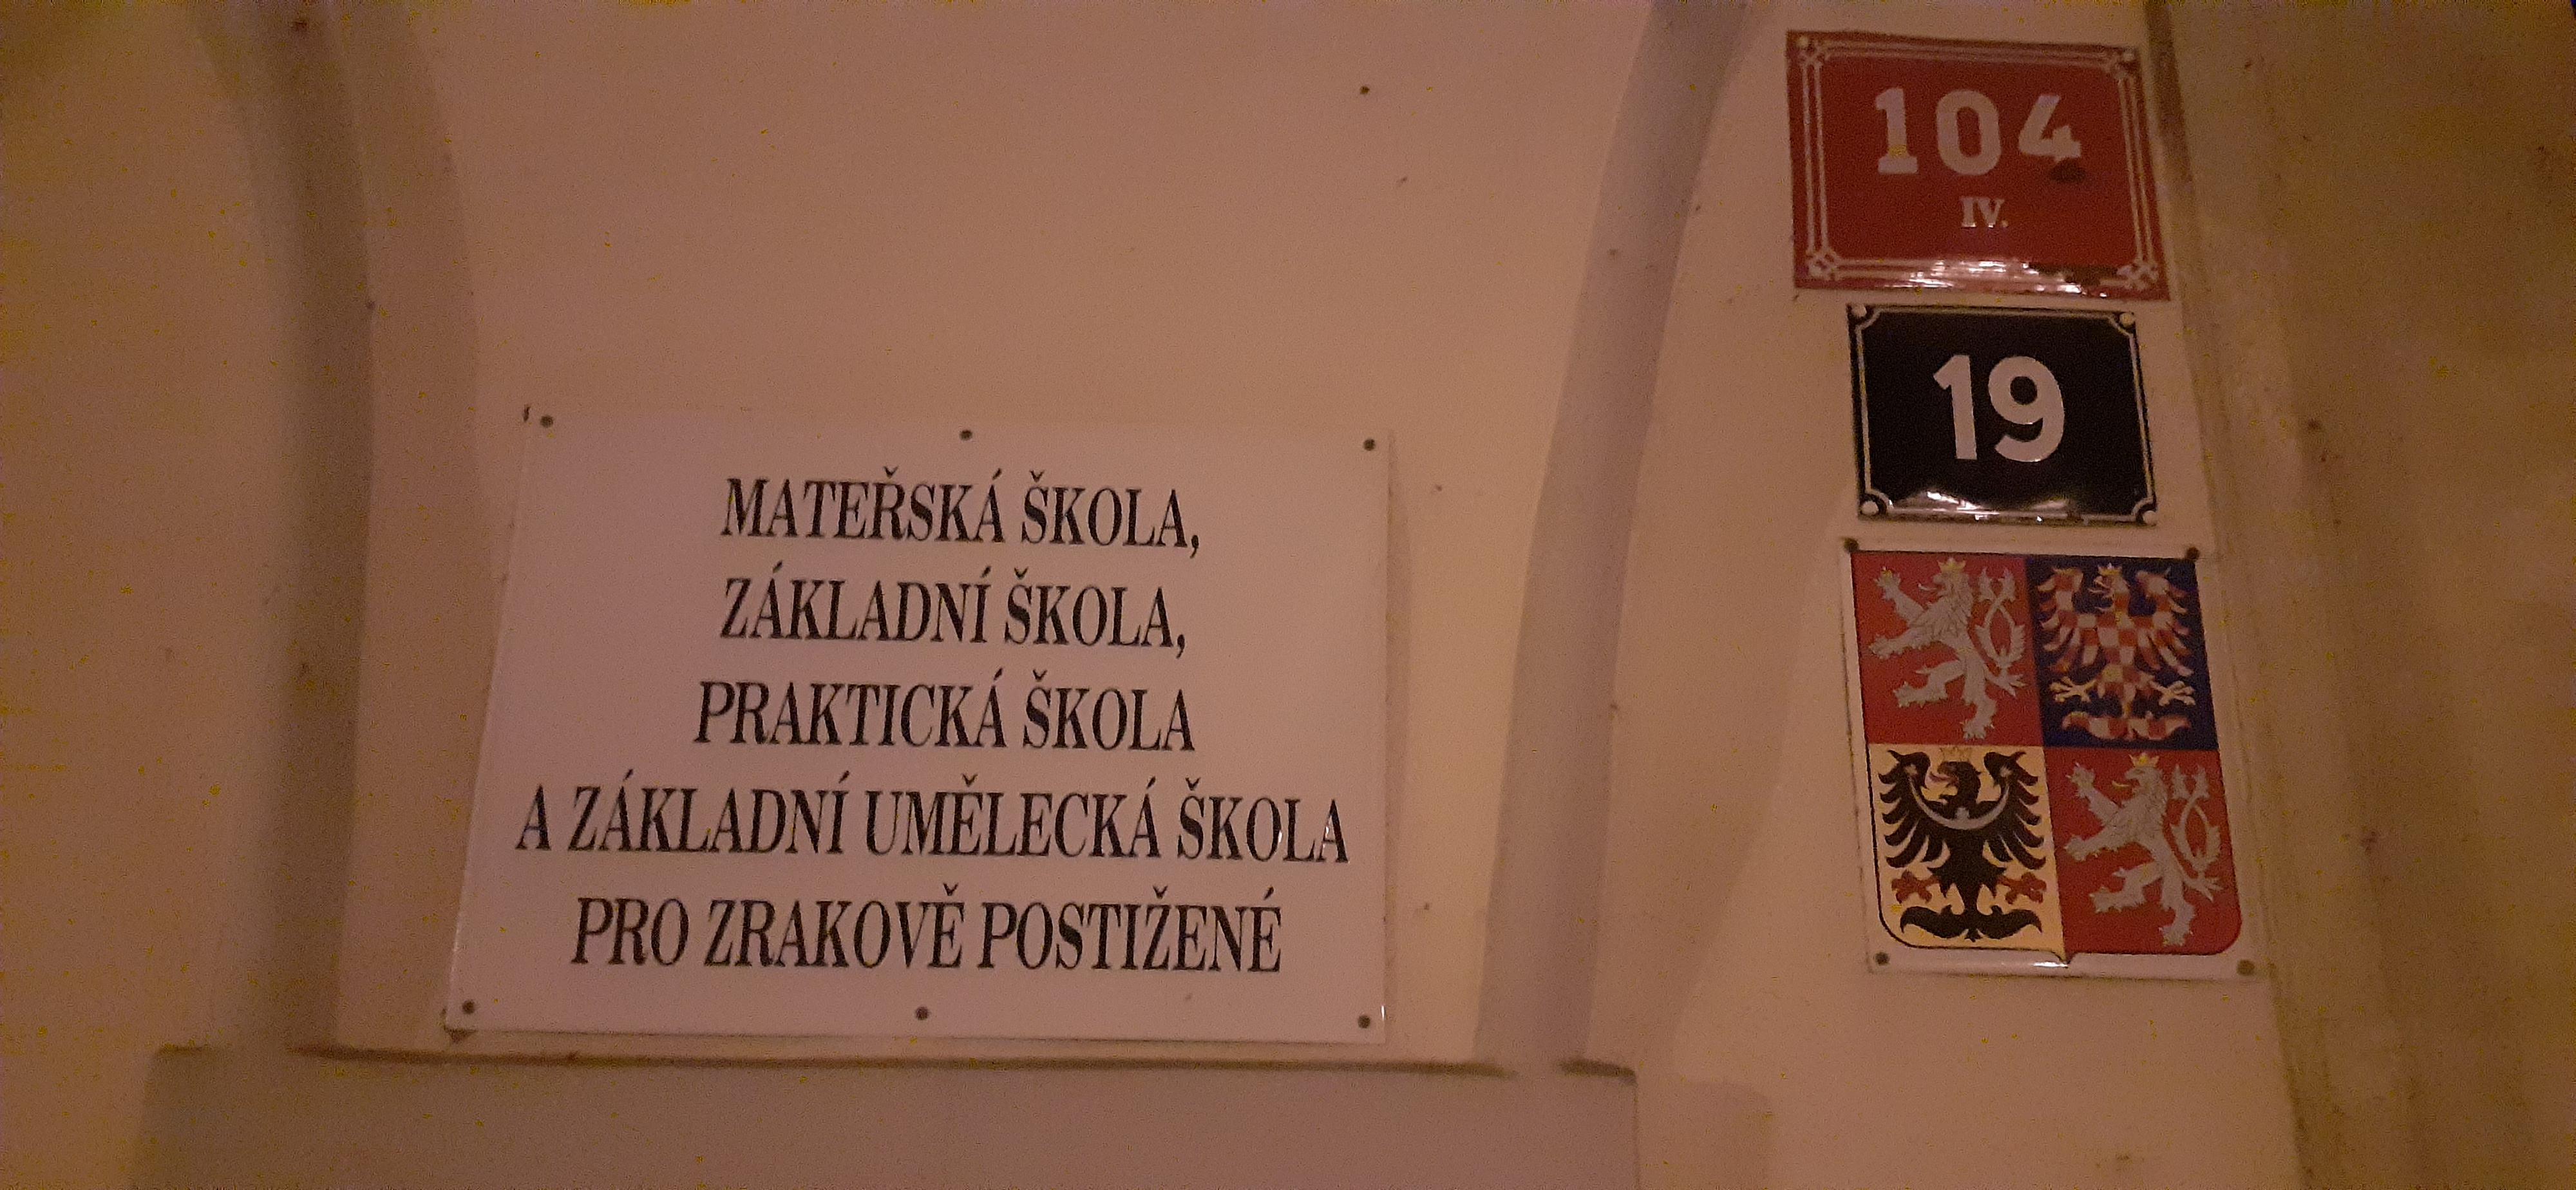 MATEŘSKÁ ŠKOLA,
ZÁKLADNÍ ŠKOLA,
PRAKTICKÁ ŠKOLA
A ZÁKLADNÍ UMĚLECKÁ ŠKOLA
PRO ZRAKOVĚ POSTIŽENÉ
104
IV.
19